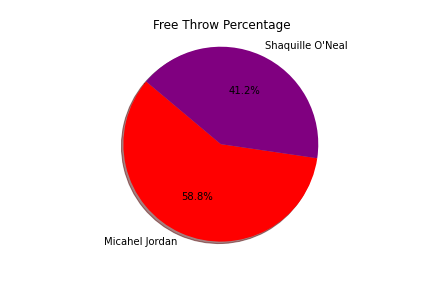 Free Throw Percentage
Shaquille O'Neal
41.2%
58.8%
Micahel Jordan